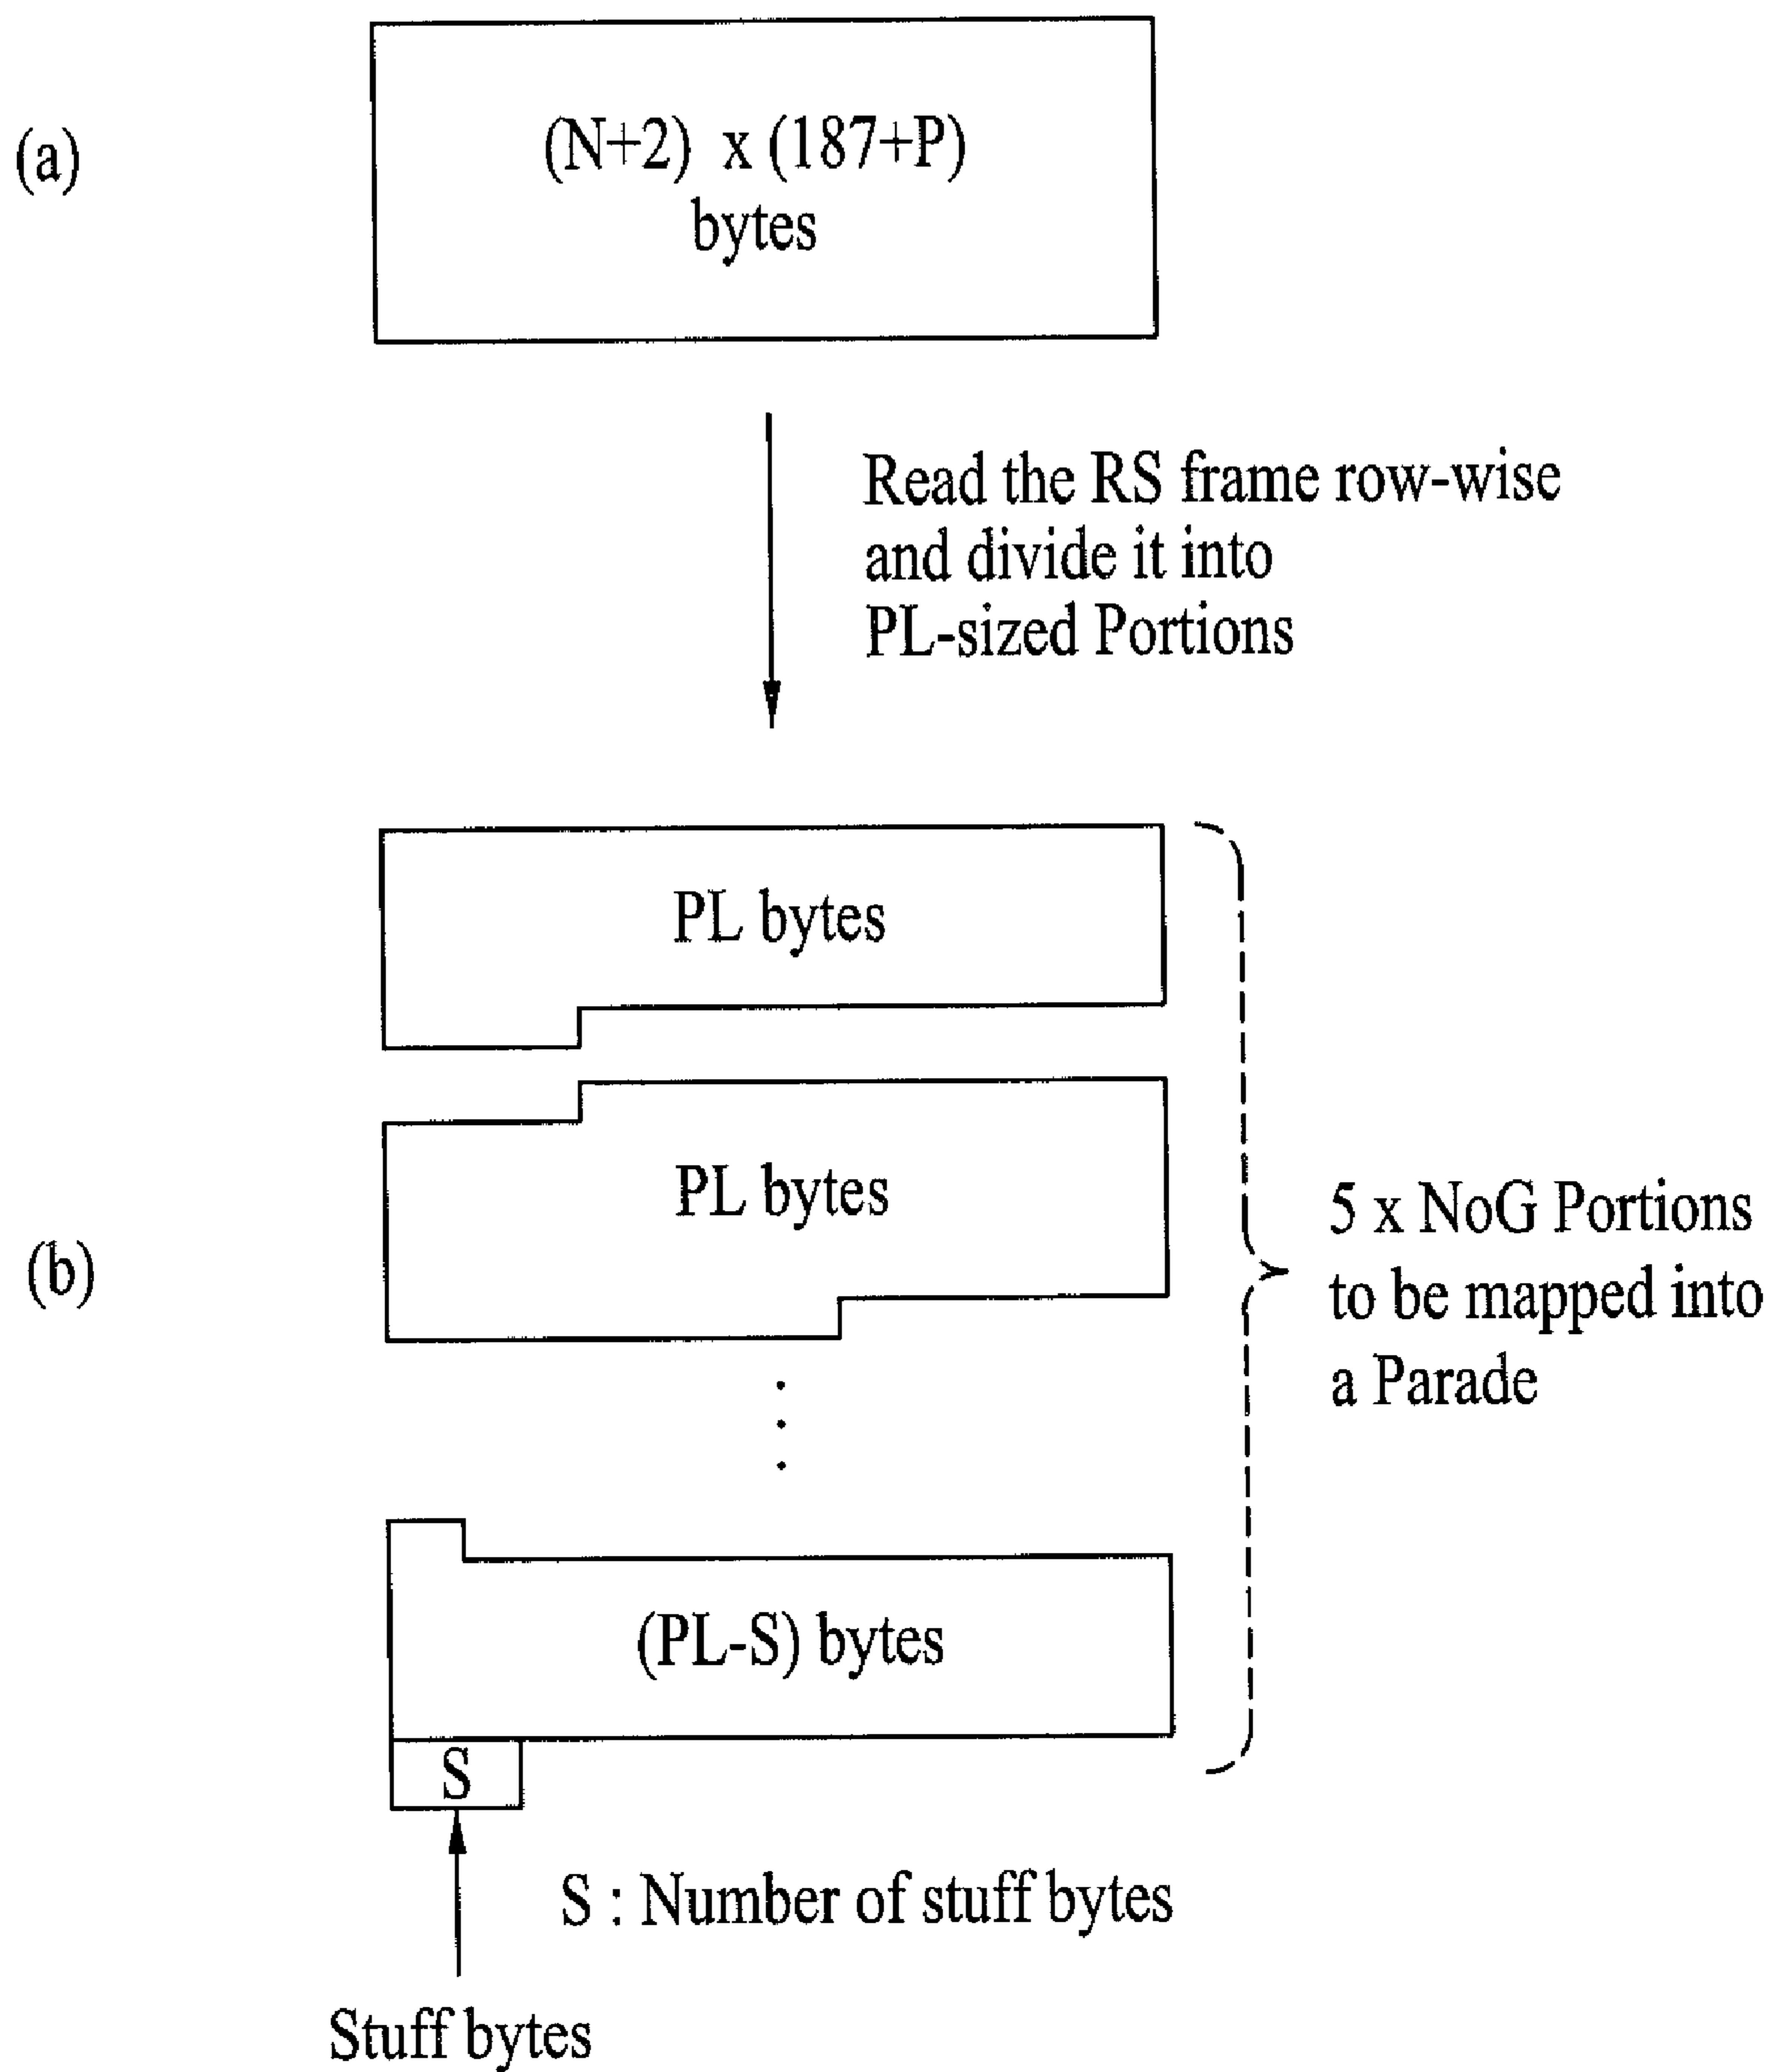 (a)
(N+2) x (187+P)
bytes
Read the RS frame row-wise
and divide it into
PL-sized Portions
(b)
PL bytes
PL bytes
5 x NoG Portions
to be mapped into
a Parade
(PL-S) bytes
S
S : Number of stuff bytes
Stuff bytes